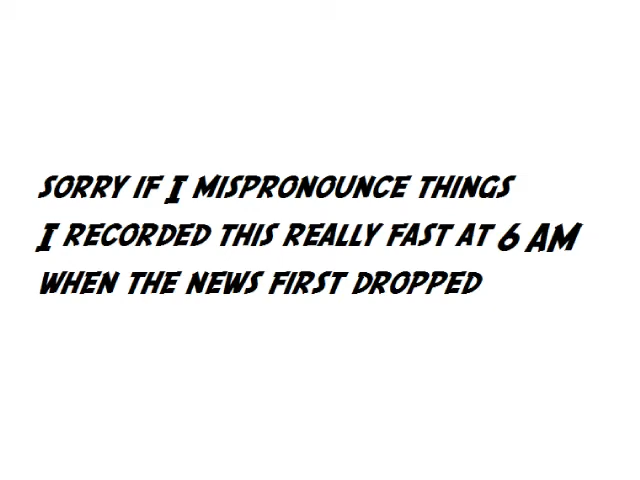 SORRY IF I MISPRONOUNCE THINGS
I RECORDED THIS REALLY FAST AT 6 AM
WHEN THE NEWS FIRST DROPPED